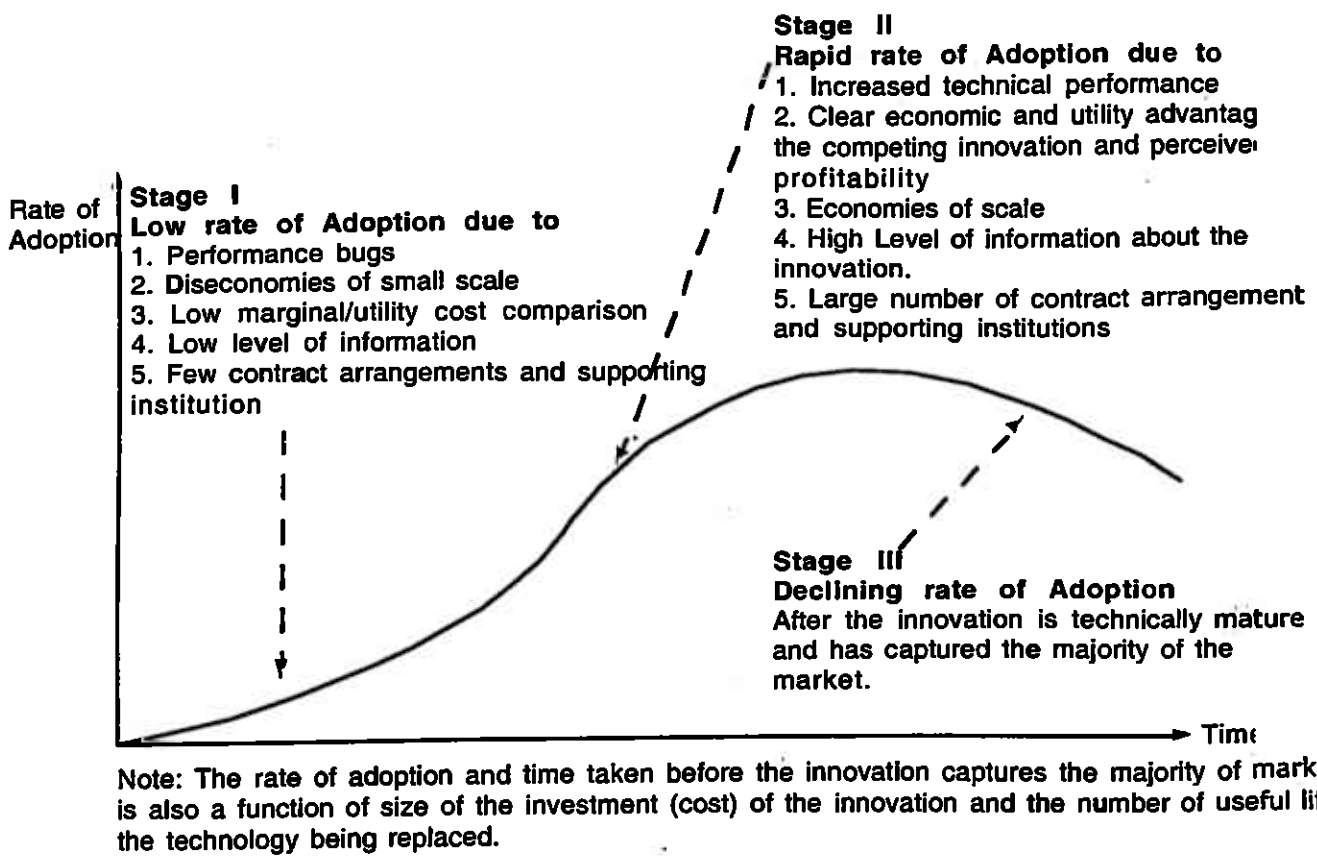 Stage II
Rapid rate of Adoption due to
1. Increased technical performance
2. Clear economic and utility advantag
the competing innovation and perceive
profitability
3. Economies of scale
4. High Level of information about the
innovation.
5. Large number of contract arrangement
and supporting institutions
Rate of
Adoption
Stage I
Low rate of Adoption due to
1. Performance bugs
2. Diseconomies of small scale
3. Low marginal/utility cost comparison
4. Low level of information
5. Few contract arrangements and supporting
institution
Stage III
Declining rate of Adoption
After the innovation is technically mature
and has captured the majority of the
market.
Time
Note: The rate of adoption and time taken before the innovation captures the majority of mark
is also a function of size of the investment (cost) of the innovation and the number of useful lif
the technology being replaced.